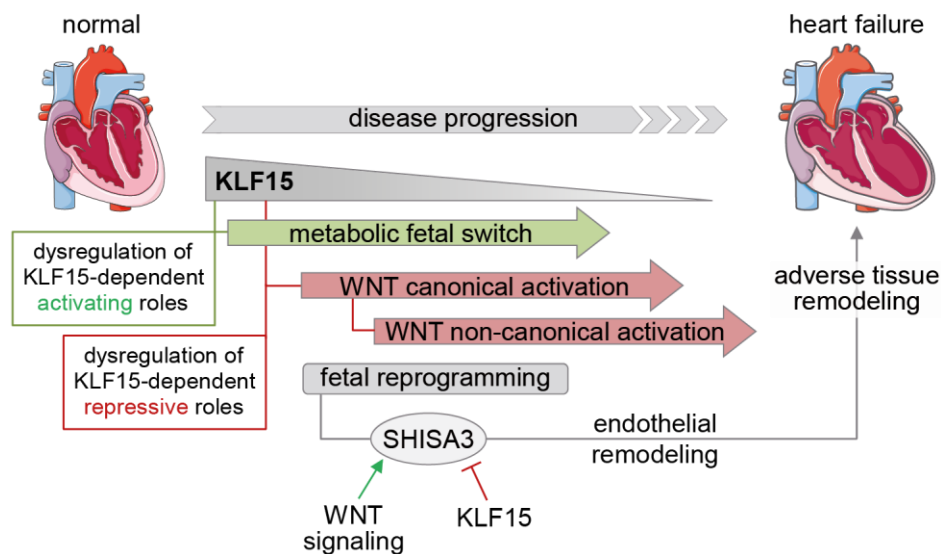 normal
heart failure
disease progression
KLF15
metabolic fetal switch
dysregulation of
KLF15-dependent
activating roles
WNT canonical activation
adverse tissue
remodeling
WNT non-canonical activation
dysregulation of
KLF15-dependent
repressive roles
fetal reprogramming
SHISA3
endothelial
remodeling
WNT
signaling
KLF15